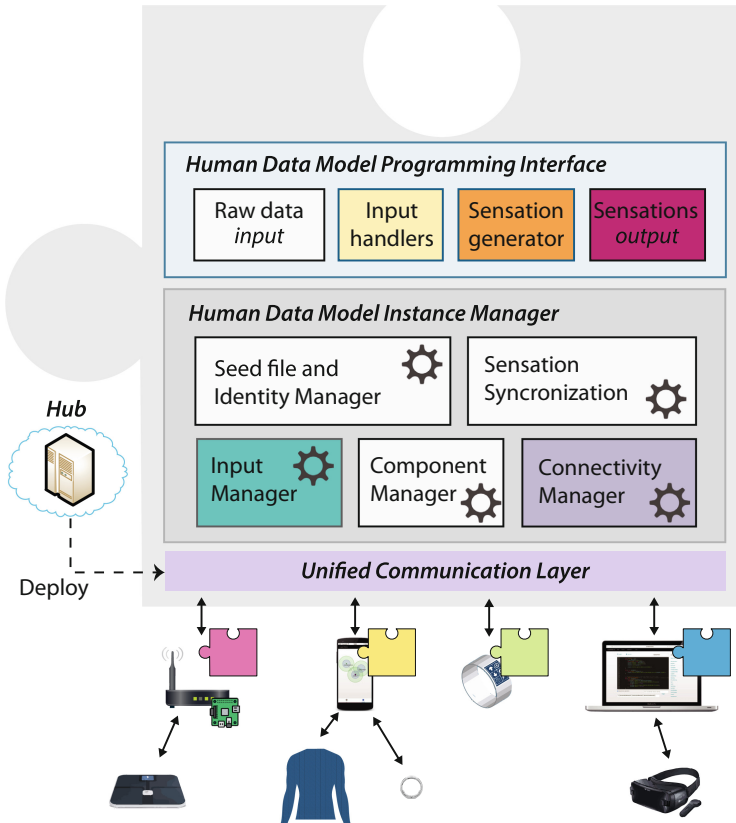 Human Data Model Programming Interface
Raw data
input
Input
handlers
Sensation
generator
Sensations
output
Human Data Model Instance Manager
Seed file and
Identity Manager
Sensation
Syncronization
Hub
Input
Manager
Component
Manager
Connectivity
Manager
Unified Communication Layer
Deploy